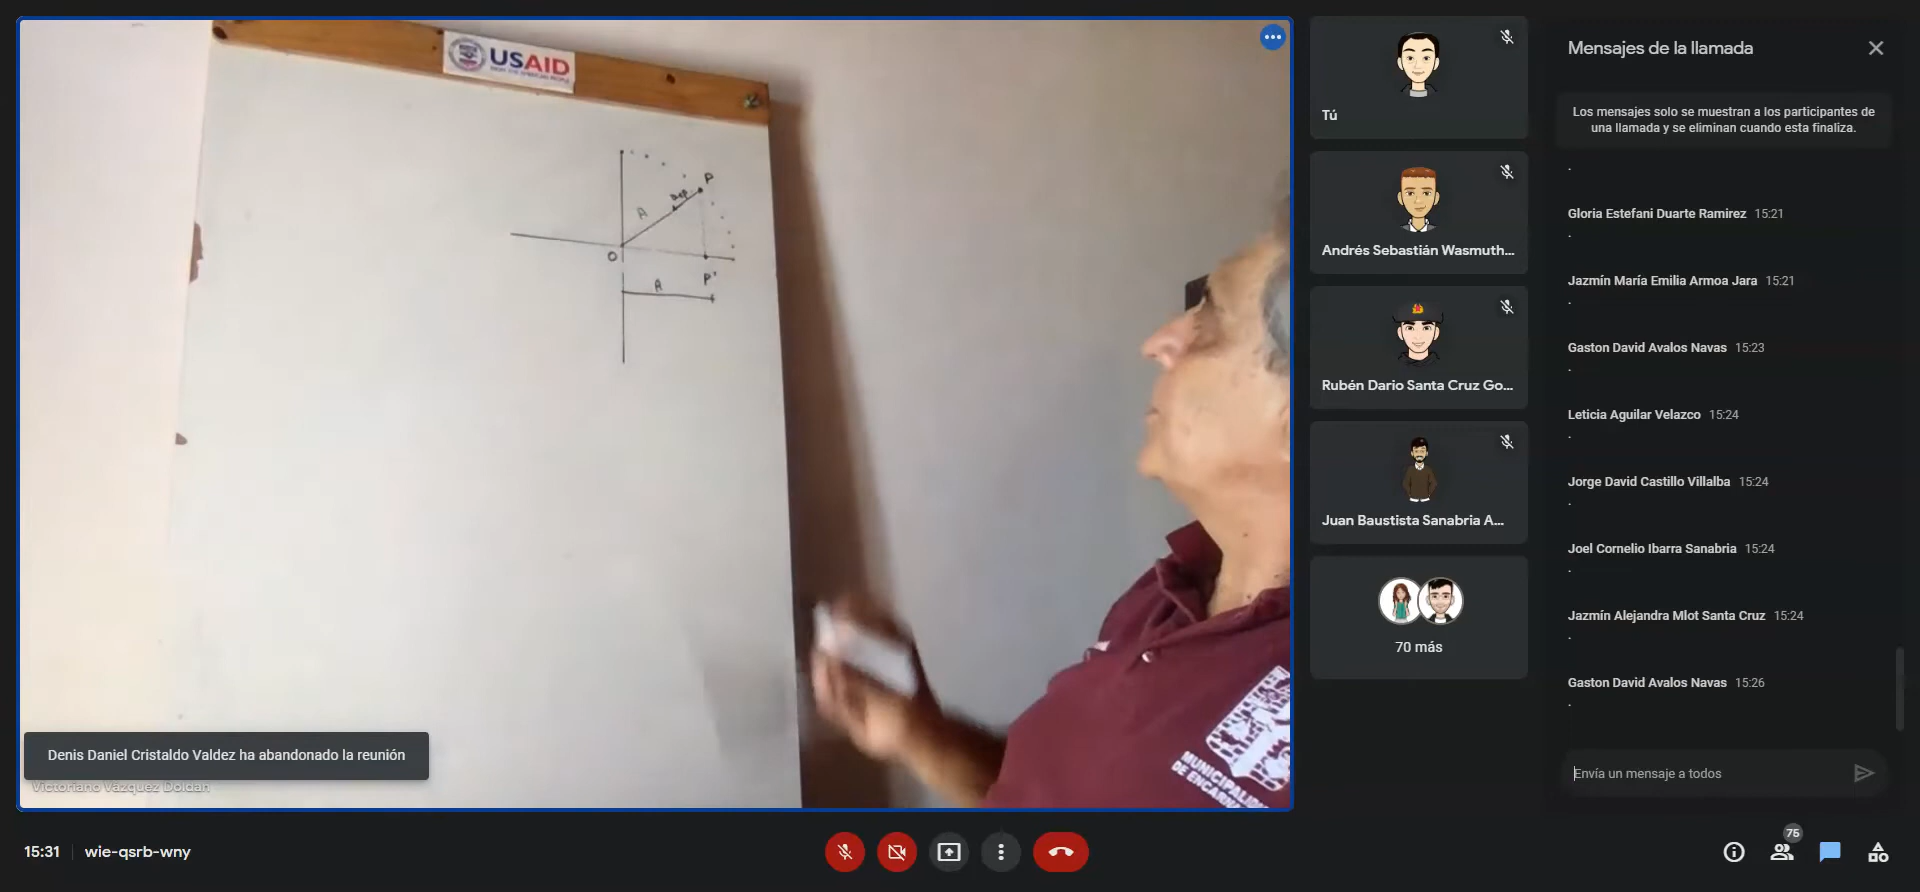 USAID
P
A
O
P'
A
MUNICIPALID
DE ENCARNA
Denis Daniel Cristaldo Valdez ha abandonado la reunión
Victoriano Vázquez Doldán
Tú
Andrés Sebastián Wasmuth...
Rubén Dario Santa Cruz Go...
Juan Baustista Sanabria A...
70 más
Mensajes de la llamada
Los mensajes solo se muestran a los participantes de
una llamada y se eliminan cuando esta finaliza.
.
Gloria Estefani Duarte Ramirez 15:21
.
Jazmín María Emilia Armoa Jara 15:21
.
Gaston David Avalos Navas 15:23
.
Leticia Aguilar Velazco 15:24
.
Jorge David Castillo Villalba 15:24
.
Joel Cornelio Ibarra Sanabria 15:24
.
Jazmín Alejandra Mlot Santa Cruz 15:24
.
Gaston David Avalos Navas 15:26
.
Envía un mensaje a todos
15:31 wie-qsrb-wny
75